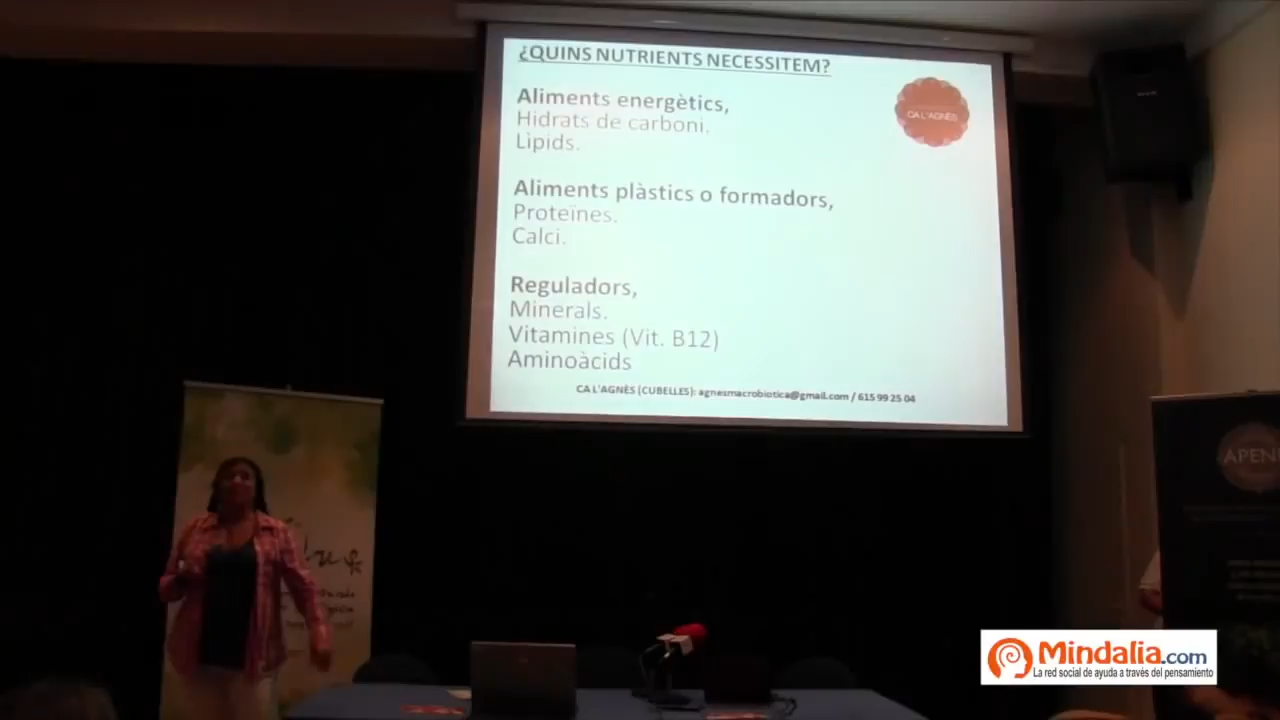 ¿QUINS NUTRIENTS NECESSITEM?
Aliments energètics,
Hidrats de carboni.
Lìpids.
CA L'AGNÈS
Aliments plàstics o formadors,
Proteïnes.
Calci.
Reguladors,
Minerals.
Vitamines (Vit. B12)
Aminoàcids
CA L'AGNÈS (CUBELLES): agnesmacrobiotica@gmail.com / 615 99 25 04
APEN
Mindalia.com
La red social de ayuda a través del pensamiento